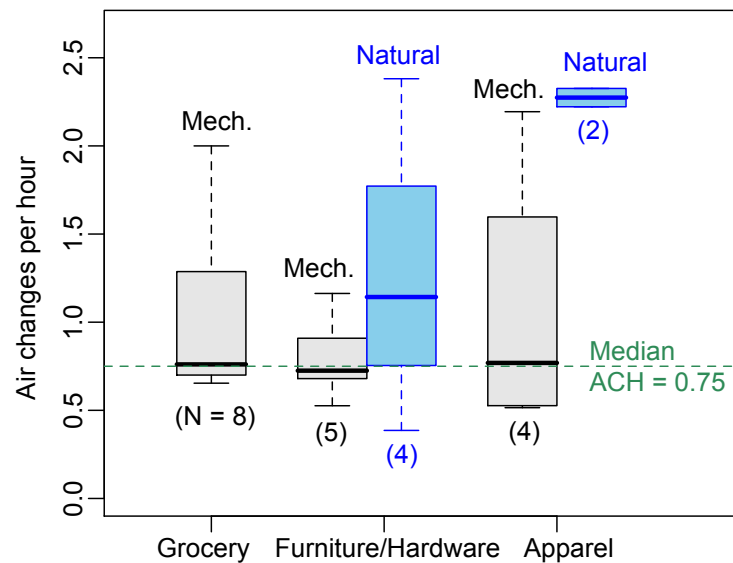 Air changes per hour
2.5
2.0
1.5
1.0
0.5
0.0
Mech.
(N = 8)
Mech.
(5)
Natural
(4)
Mech.
(4)
Natural
(2)
Median
ACH = 0.75
Grocery
Furniture/Hardware
Apparel